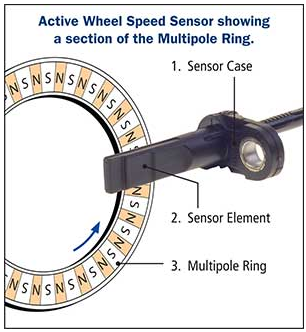 Active Wheel Speed Sensor showing
a section of the Multipole Ring.
1. Sensor Case
2. Sensor Element
3. Multipole Ring